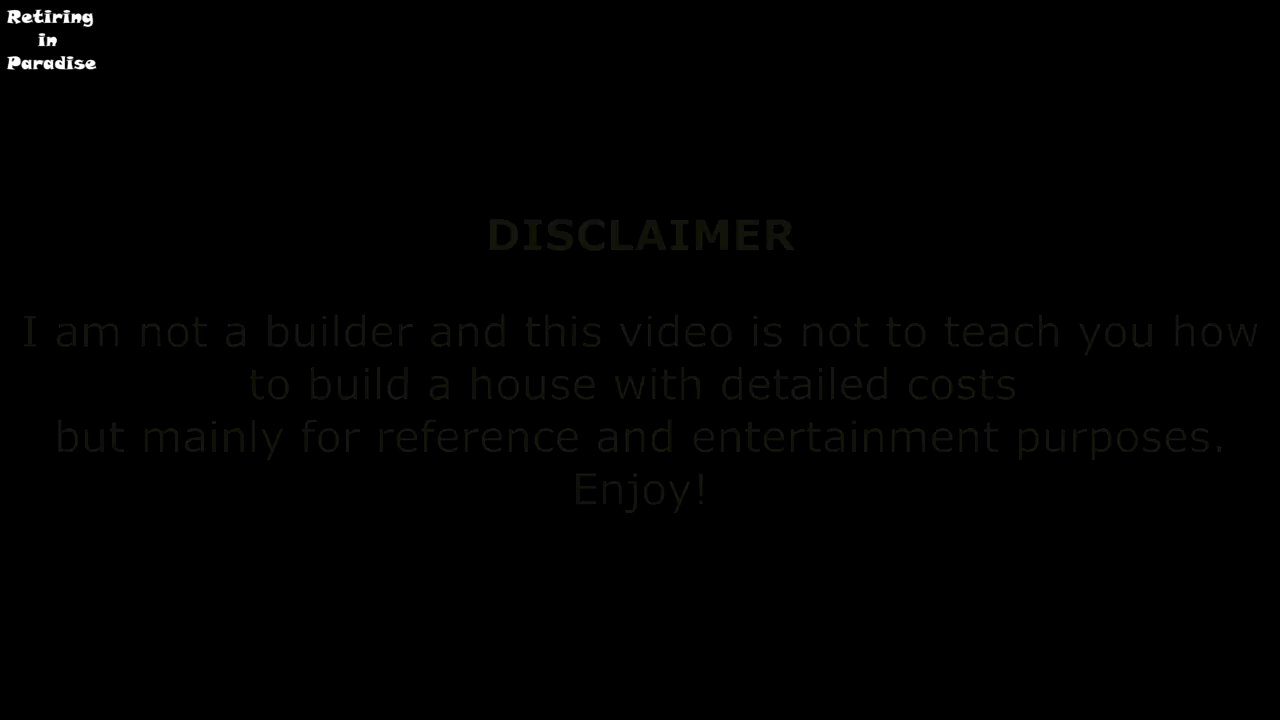 Retiring
in
Paradise
DISCLAIMER
I am not a builder and this video is not to teach you how
to build a house with detailed costs
but mainly for reference and entertainment purposes.
Enjoy!